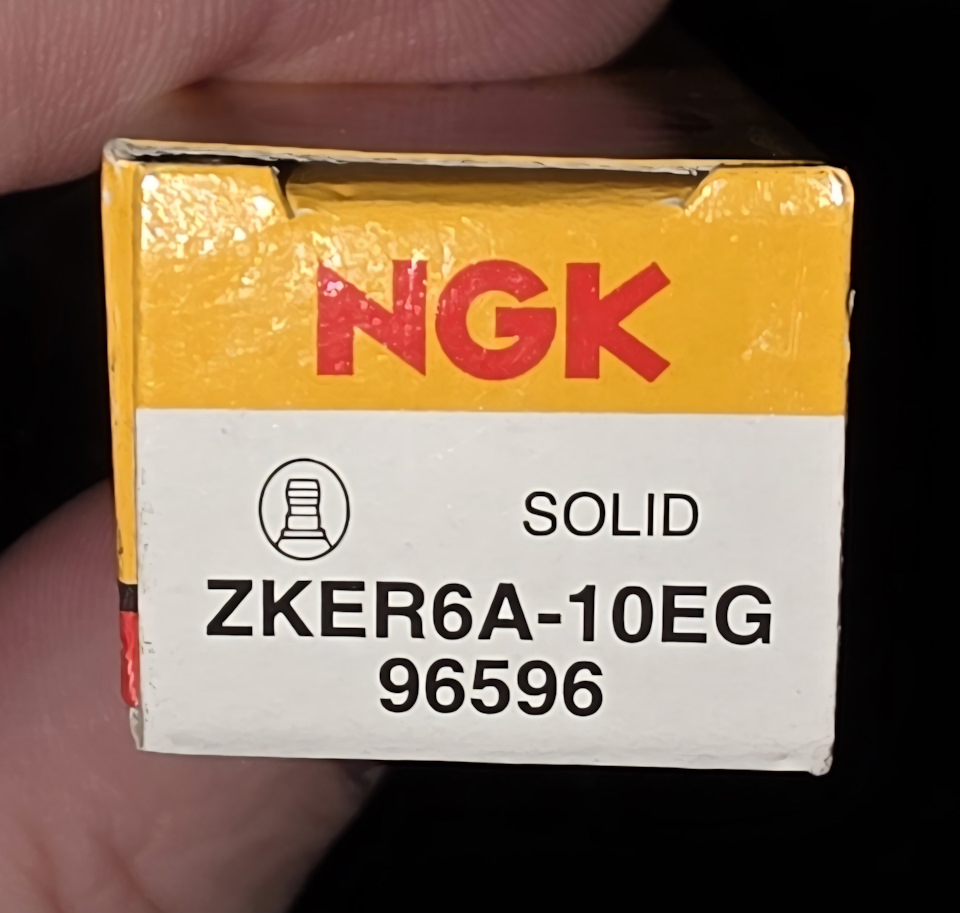 NGK
SOLID
ZKER6A-10EG
96596